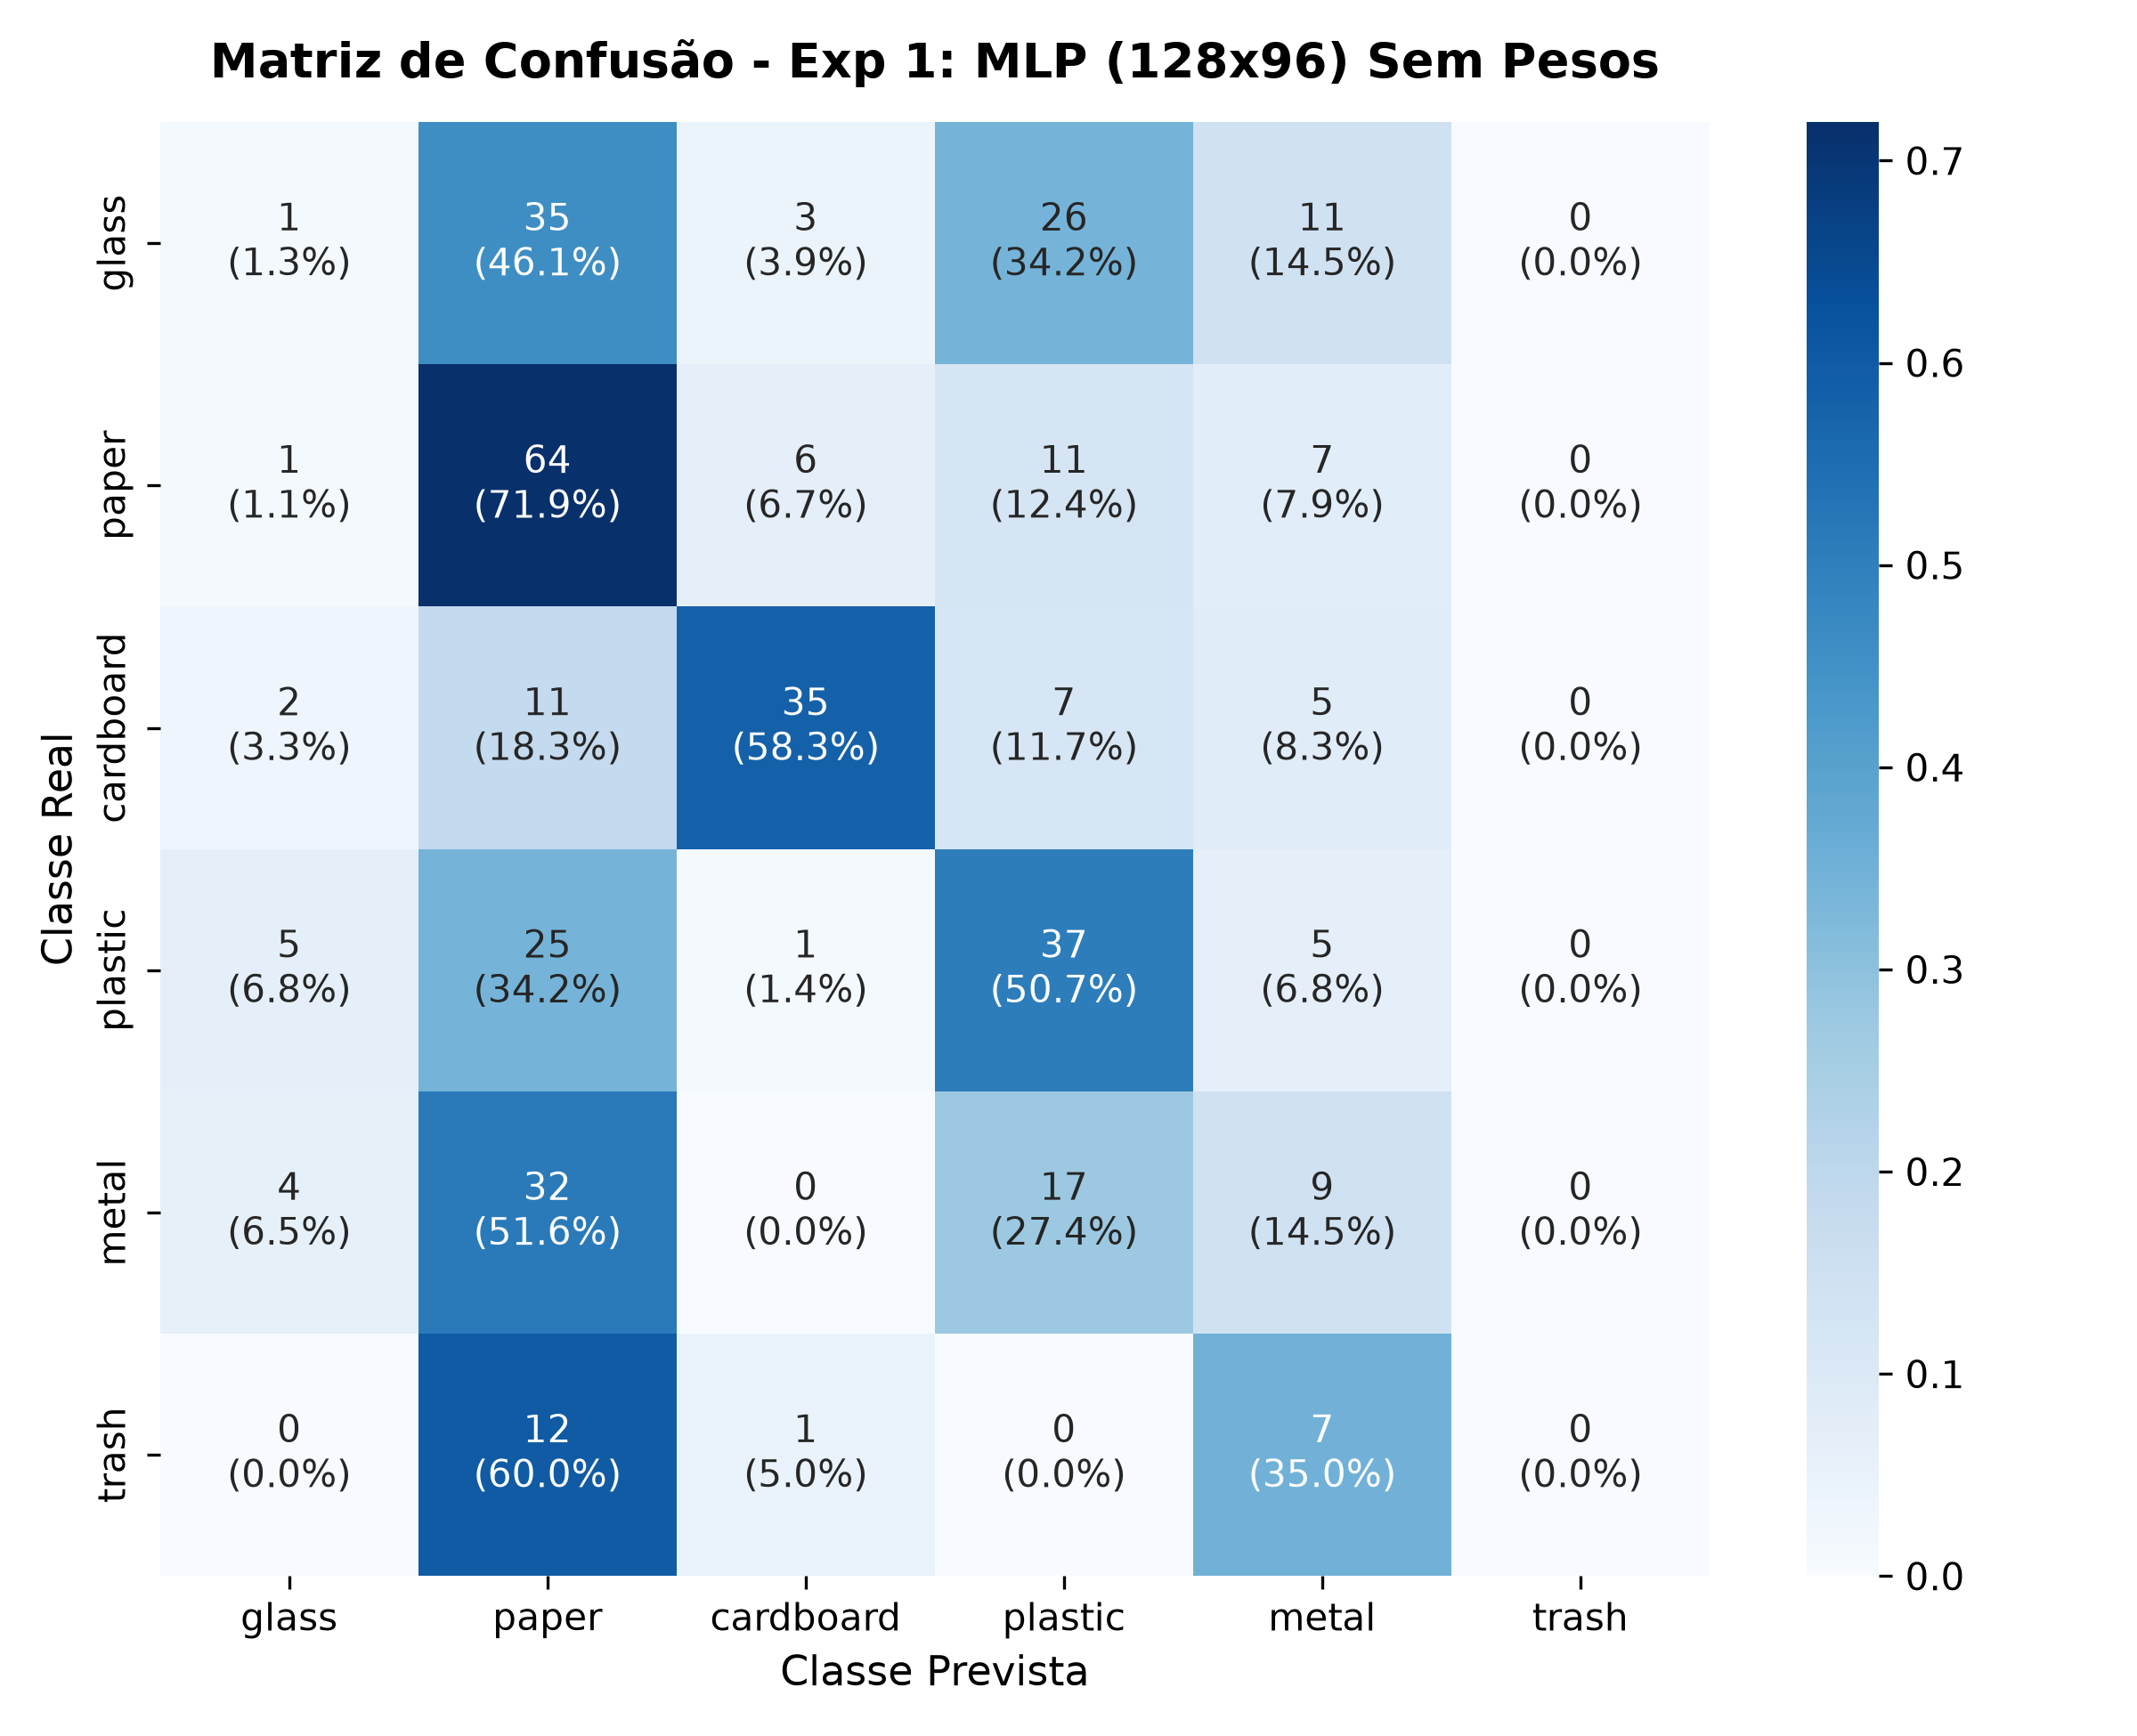 Matriz de Confusão - Exp 1: MLP (128x96) Sem Pesos
Classe Real
glass
1 35 3 26 11 0
(1.3%) (46.1%) (3.9%) (34.2%) (14.5%) (0.0%)
paper
1 64 6 11 7 0
(1.1%) (71.9%) (6.7%) (12.4%) (7.9%) (0.0%)
cardboard
2 11 35 7 5 0
(3.3%) (18.3%) (58.3%) (11.7%) (8.3%) (0.0%)
plastic
5 25 1 37 5 0
(6.8%) (34.2%) (1.4%) (50.7%) (6.8%) (0.0%)
metal
4 32 0 17 9 0
(6.5%) (51.6%) (0.0%) (27.4%) (14.5%) (0.0%)
trash
0 12 1 0 7 0
(0.0%) (60.0%) (5.0%) (0.0%) (35.0%) (0.0%)
glass paper cardboard plastic metal trash
Classe Prevista
0.7
0.6
0.5
0.4
0.3
0.2
0.1
0.0